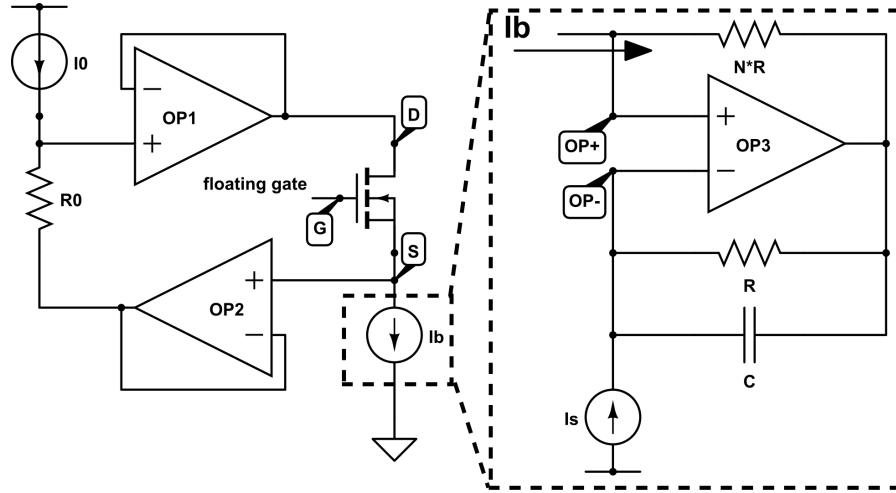 I0
OP1
−
+
D
R0
floating gate
G
S
+
OP2
−
Ib
Ib
N*R
+
OP3
−
OP+
OP-
R
C
Is